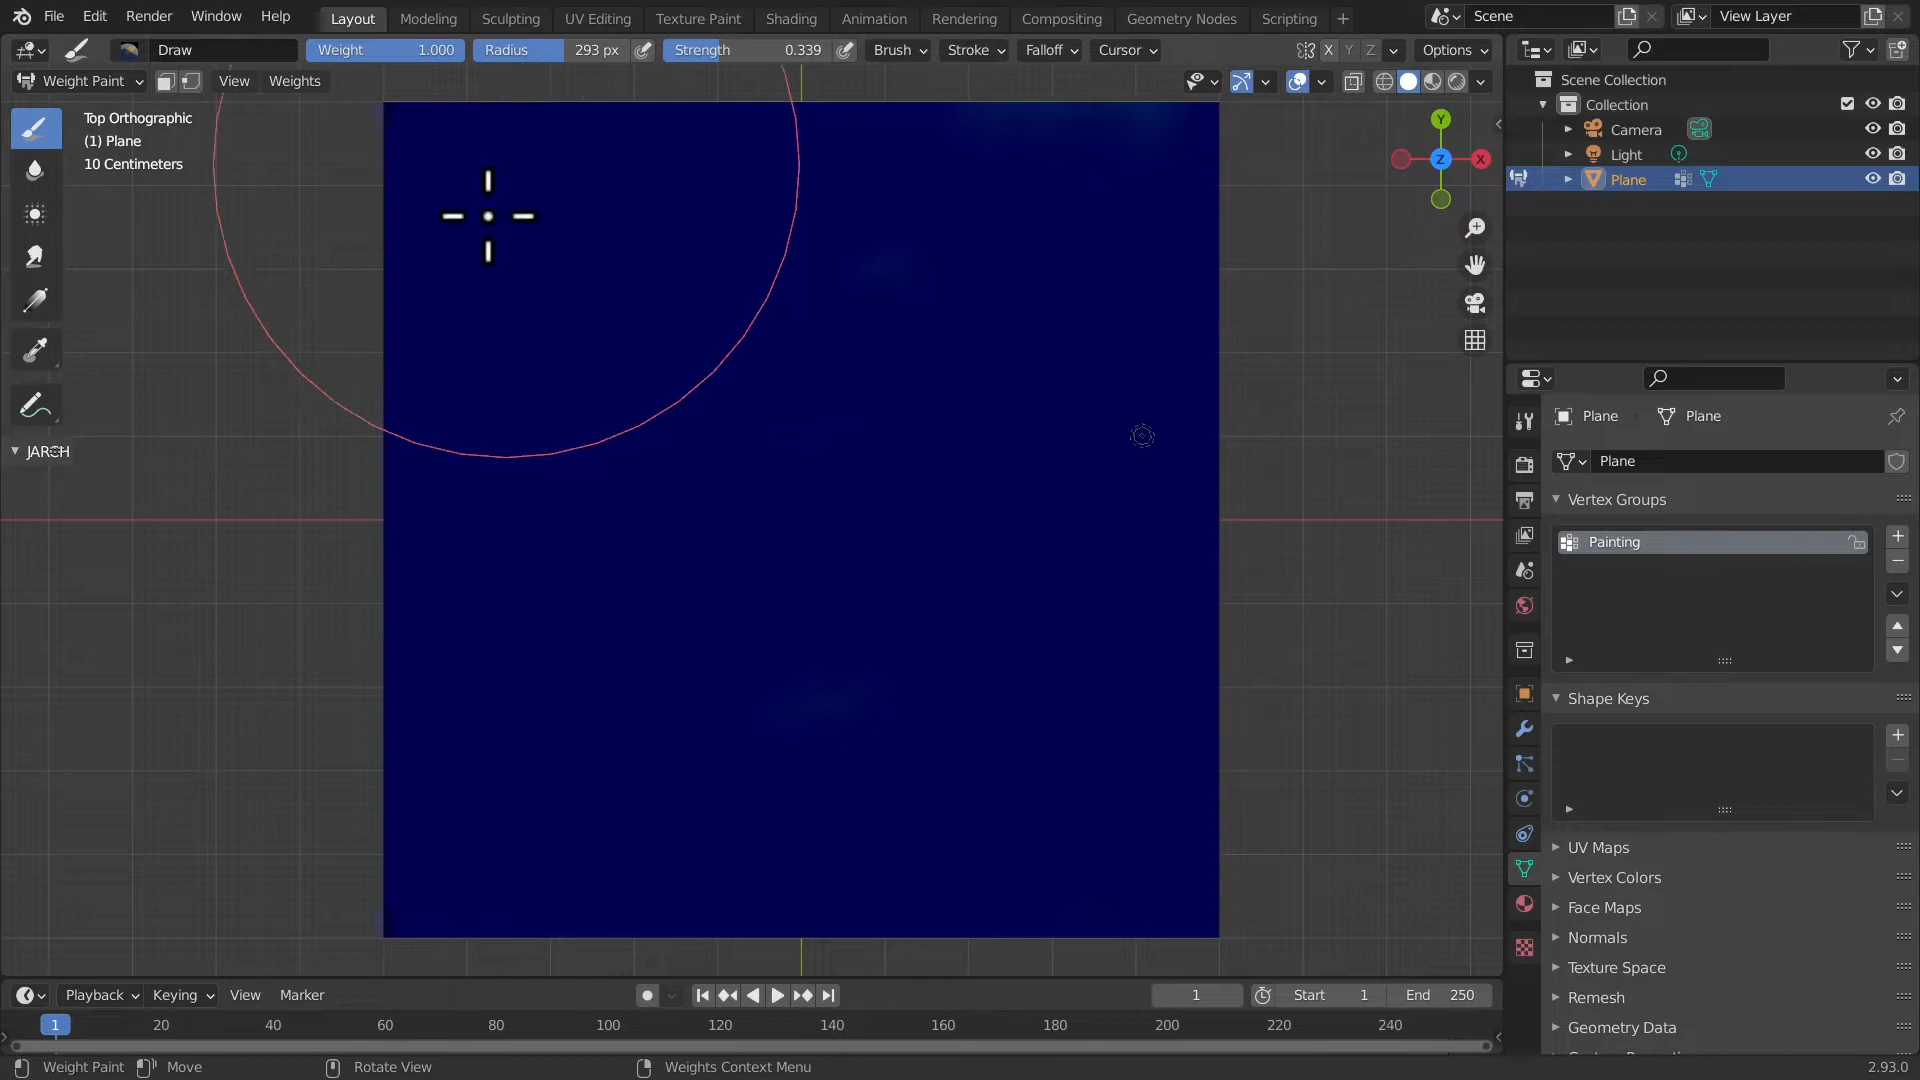 File Edit Render Window Help Layout Modeling Sculpting UV Editing Texture Paint Shading Animation Rendering Compositing Geometry Nodes Scripting + Scene View Layer
Draw Weight 1.000 Radius 293 px Strength 0.339 Brush Stroke Falloff Cursor X Y Z Options
Weight Paint View Weights
Scene Collection
Collection
Camera
Light
Plane
Top Orthographic
(1) Plane
10 Centimeters
Y
Z X
Plane Plane
Plane
Vertex Groups
Painting
Shape Keys
UV Maps
Vertex Colors
Face Maps
Normals
Texture Space
Remesh
Geometry Data
Playback Keying View Marker 1 Start 1 End 250
1 20 40 60 80 100 120 140 160 180 200 220 240
Weight Paint Move Rotate View Weights Context Menu 2.93.0